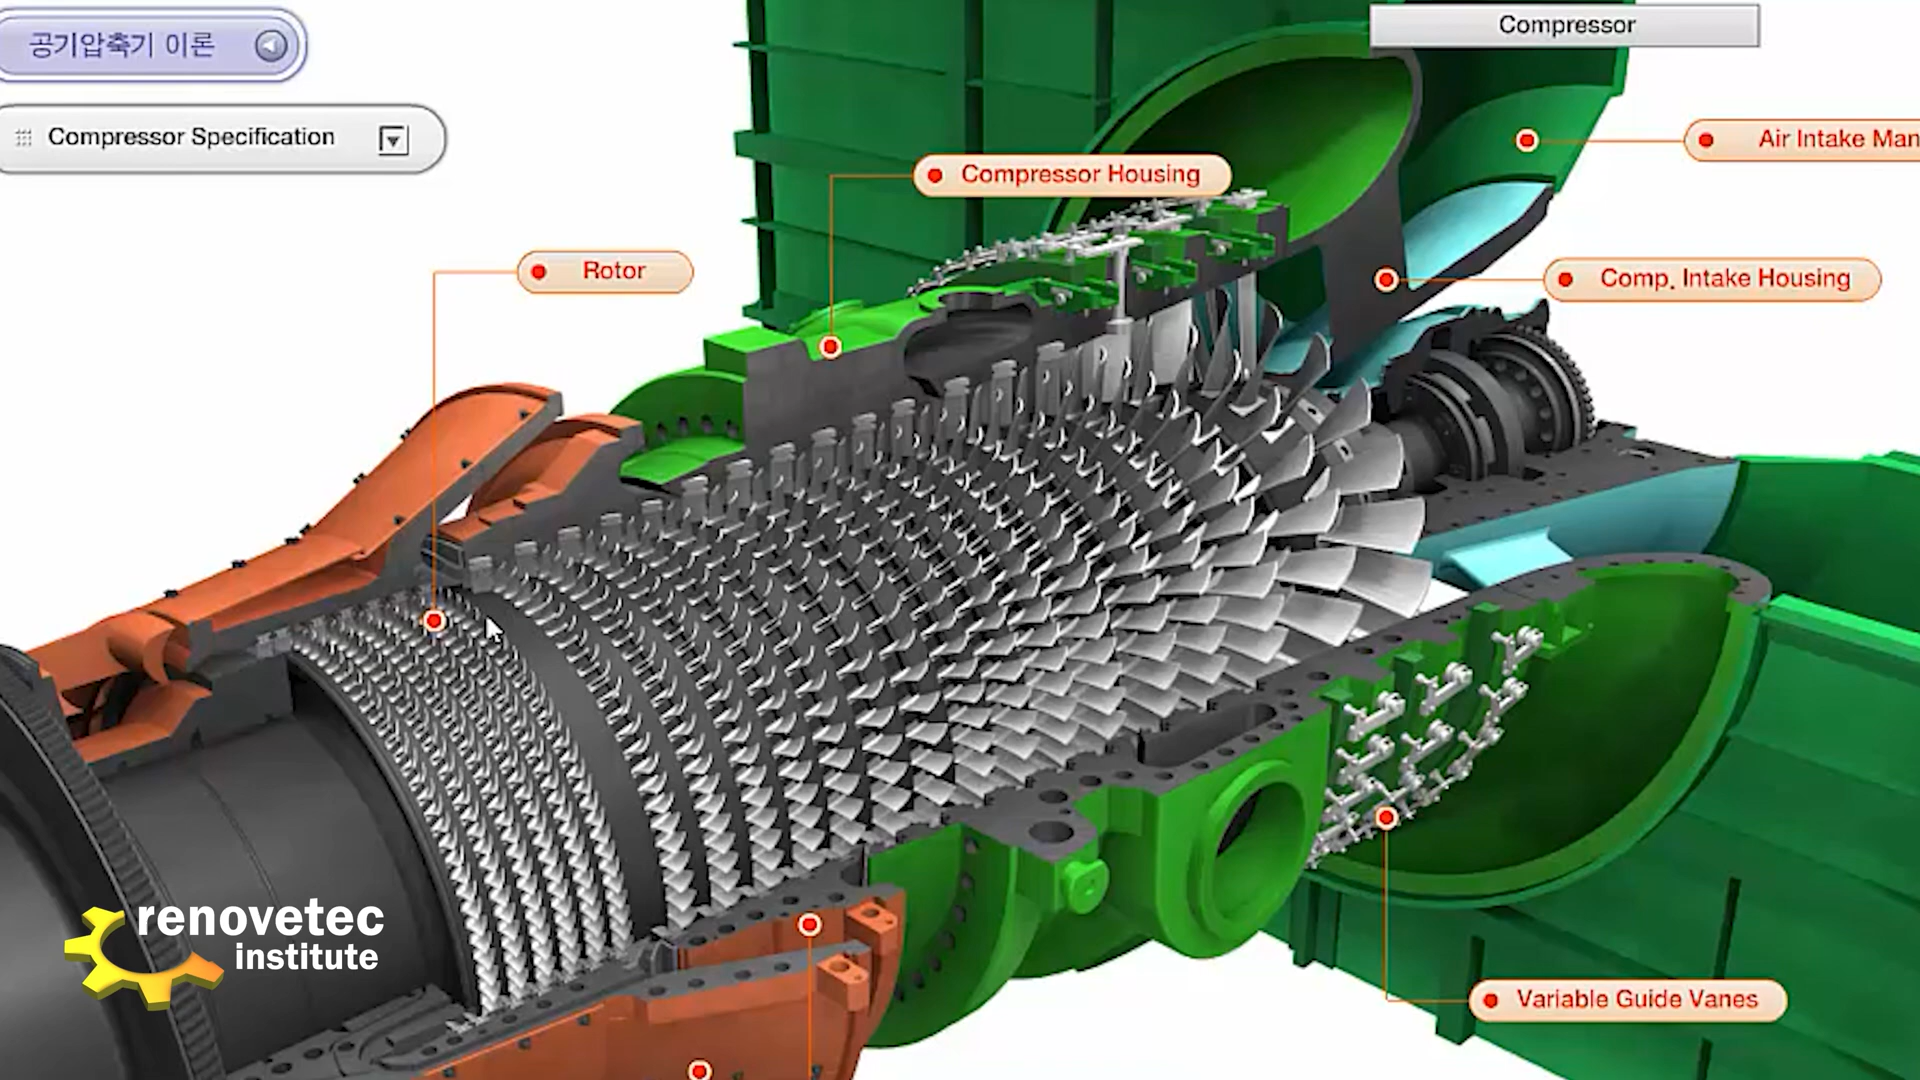 공기압축기 이론
Compressor
Compressor Specification
Air Intake Man
Compressor Housing
Rotor
Comp. Intake Housing
renovetec
institute
Variable Guide Vanes